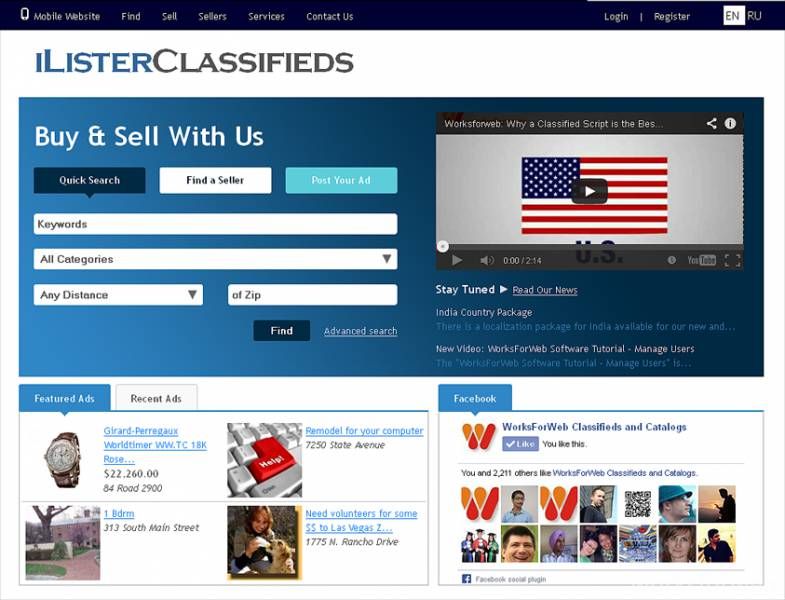 Mobile Website Find Sell Sellers Services Contact Us Login | Register EN RU
iListerClassifieds
Buy & Sell With Us
Quick Search Find a Seller Post Your Ad
Keywords
All Categories
Any Distance of Zip
Find Advanced search
Worksforweb: Why a Classified Script is the Bes...
U.S.
0:00 / 2:14 YouTube
Stay Tuned Read Our News
India Country Package
There is a localization package for India available for our new and...
New Video: WorksForWeb Software Tutorial - Manage Users
The "WorksForWeb Software Tutorial - Manage Users" is...
Featured Ads Recent Ads
Girard-Perregaux
Worldtimer WW.TC 18K
Rose...
$22,260.00
84 Road 2900
Help!
Remodel for your computer
7250 State Avenue
1 Bdrm
313 South Main Street
Need volunteers for some
$$ to Las Vegas Z...
1775 N. Rancho Drive
Facebook
WorksForWeb Classifieds and Catalogs
Like You like this.
You and 2,211 others like WorksForWeb Classifieds and Catalogs.
Facebook social plugin